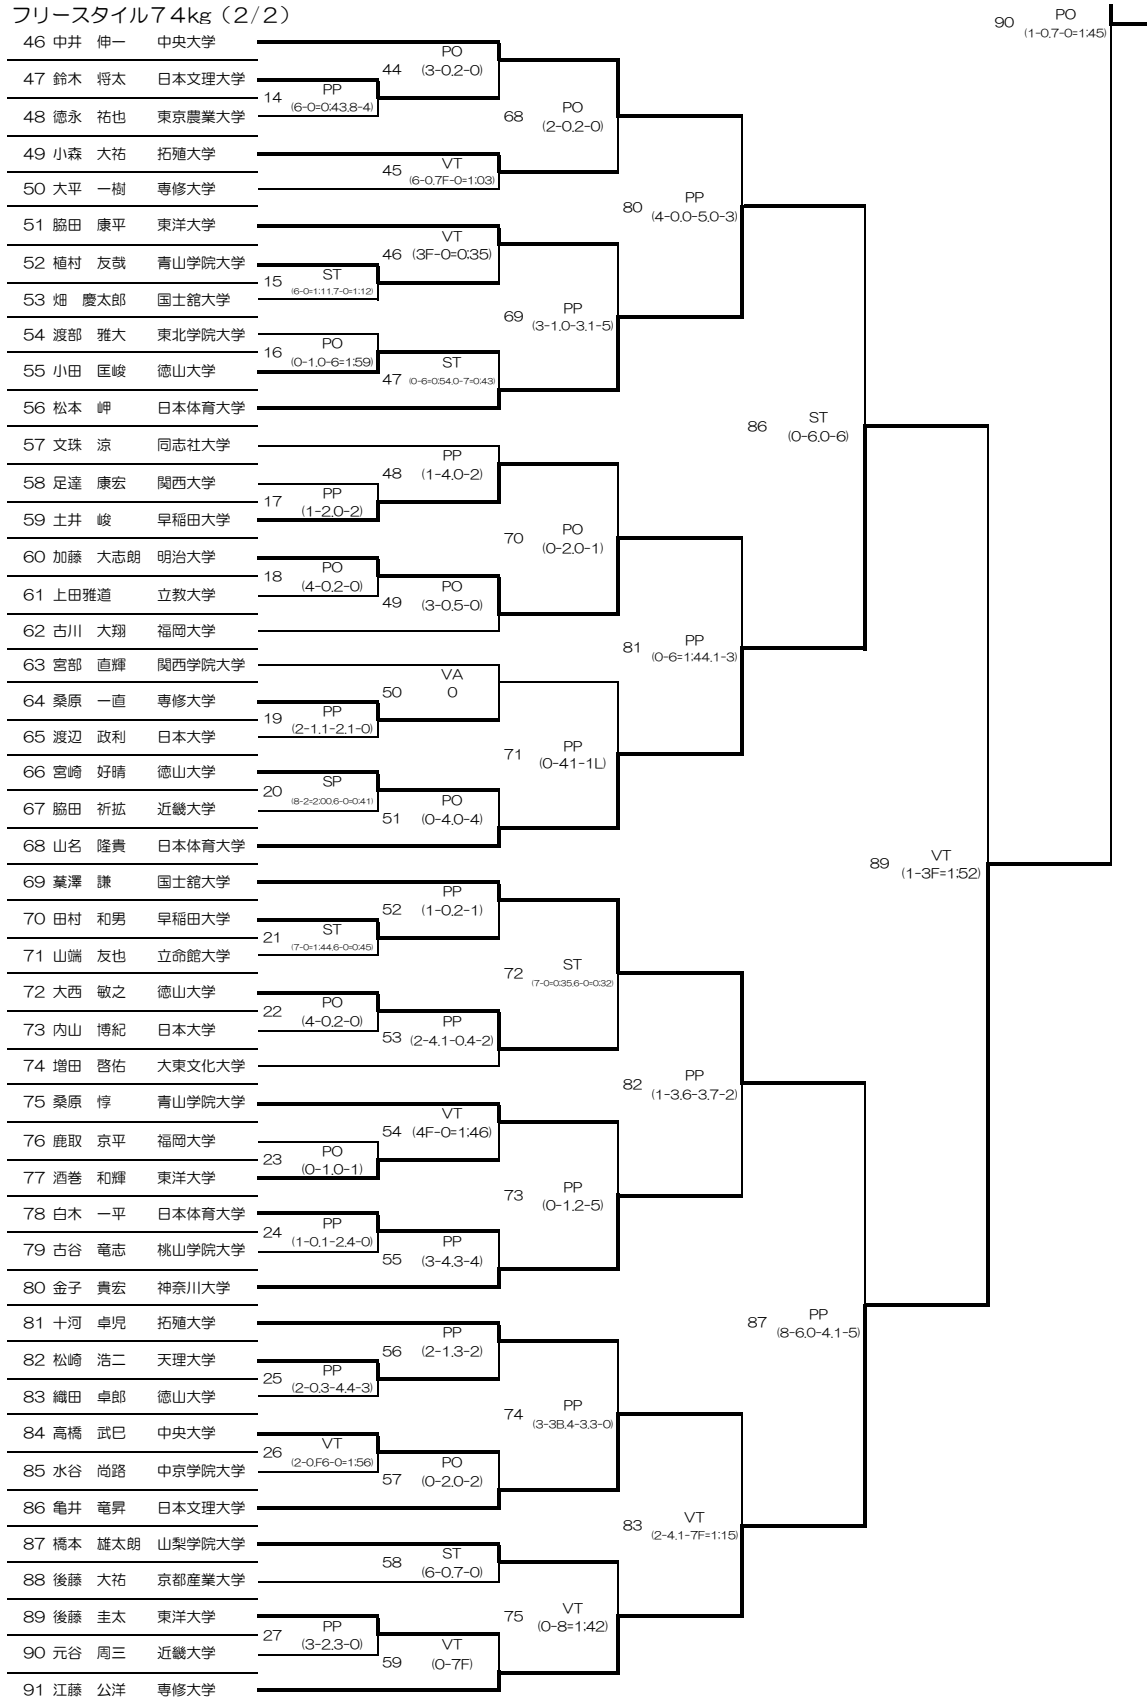 フリースタイル74kg（2/2）
90 PO
(1-0,7-0=1:45)
46 中井 伸一 中央大学
44 PO
(3-0,2-0)
47 鈴木 将太 日本文理大学
14 PP
(6-0=0:43,8-4)
48 徳永 祐也 東京農業大学
68 PO
(2-0,2-0)
49 小森 大祐 拓殖大学
45 VT
(6-0,7F-0=1:03)
50 大平 一樹 専修大学
80 PP
(4-0,0-5,0-3)
51 脇田 康平 東洋大学
46 VT
(3F-0=0:35)
52 植村 友哉 青山学院大学
15 ST
(6-0=1:11,7-0=1:12)
53 畑 慶太郎 国士舘大学
69 PP
(3-1,0-3,1-5)
54 渡部 雅大 東北学院大学
16 PO
(0-1,0-6=1:59)
55 小田 匡峻 徳山大学
47 ST
(0-6=0:54,0-7=0:43)
56 松本 岬 日本体育大学
86 ST
(0-6,0-6)
57 文珠 涼 同志社大学
48 PP
(1-4,0-2)
58 足達 康宏 関西大学
17 PP
(1-2,0-2)
59 土井 峻 早稲田大学
70 PO
(0-2,0-1)
60 加藤 大志朗 明治大学
18 PO
(4-0,2-0)
61 上田雅道 立教大学
49 PO
(3-0,5-0)
62 古川 大翔 福岡大学
81 PP
(0-6=1:44,1-3)
63 宮部 直輝 関西学院大学
50 VA
0
64 桑原 一直 専修大学
19 PP
(2-1,1-2,1-0)
65 渡辺 政利 日本大学
71 PP
(0-41-1L)
66 宮崎 好晴 徳山大学
20 SP
(8-2=2:00,6-0=0:41)
67 脇田 祈拡 近畿大学
51 PO
(0-4,0-4)
68 山名 隆貴 日本体育大学
89 VT
(1-3F=1:52)
69 葉澤 謙 国士舘大学
52 PP
(1-0,2-1)
70 田村 和男 早稲田大学
21 ST
(7-0=1:44,6-0=0:45)
71 山端 友也 立命館大学
72 ST
(7-0=0:35,6-0=0:32)
72 大西 敏之 徳山大学
22 PO
(4-0,2-0)
73 内山 博紀 日本大学
53 PP
(2-4,1-0,4-2)
74 増田 啓佑 大東文化大学
82 PP
(1-3,6-3,7-2)
75 桑原 惇 青山学院大学
54 VT
(4F-0=1:46)
76 鹿取 京平 福岡大学
23 PO
(0-1,0-1)
77 酒巻 和輝 東洋大学
73 PP
(0-1,2-5)
78 白木 一平 日本体育大学
24 PP
(1-0,1-2,4-0)
79 古谷 竜志 桃山学院大学
55 PP
(3-4,3-4)
80 金子 貴宏 神奈川大学
87 PP
(8-6,0-4,1-5)
81 十河 卓児 拓殖大学
56 PP
(2-1,3-2)
82 松崎 浩二 天理大学
25 PP
(2-0,3-4,4-3)
83 織田 卓郎 徳山大学
74 PP
(3-3B,4-3,3-0)
84 高橋 武巳 中央大学
26 VT
(2-0,F6-0=1:56)
85 水谷 尚路 中京学院大学
57 PO
(0-2,0-2)
86 亀井 竜昇 日本文理大学
83 VT
(2-4,1-7F=1:15)
87 橋本 雄太朗 山梨学院大学
58 ST
(6-0,7-0)
88 後藤 大祐 京都産業大学
75 VT
(0-8=1:42)
89 後藤 圭太 東洋大学
27 PP
(3-2,3-0)
90 元谷 周三 近畿大学
59 VT
(0-7F)
91 江藤 公洋 専修大学